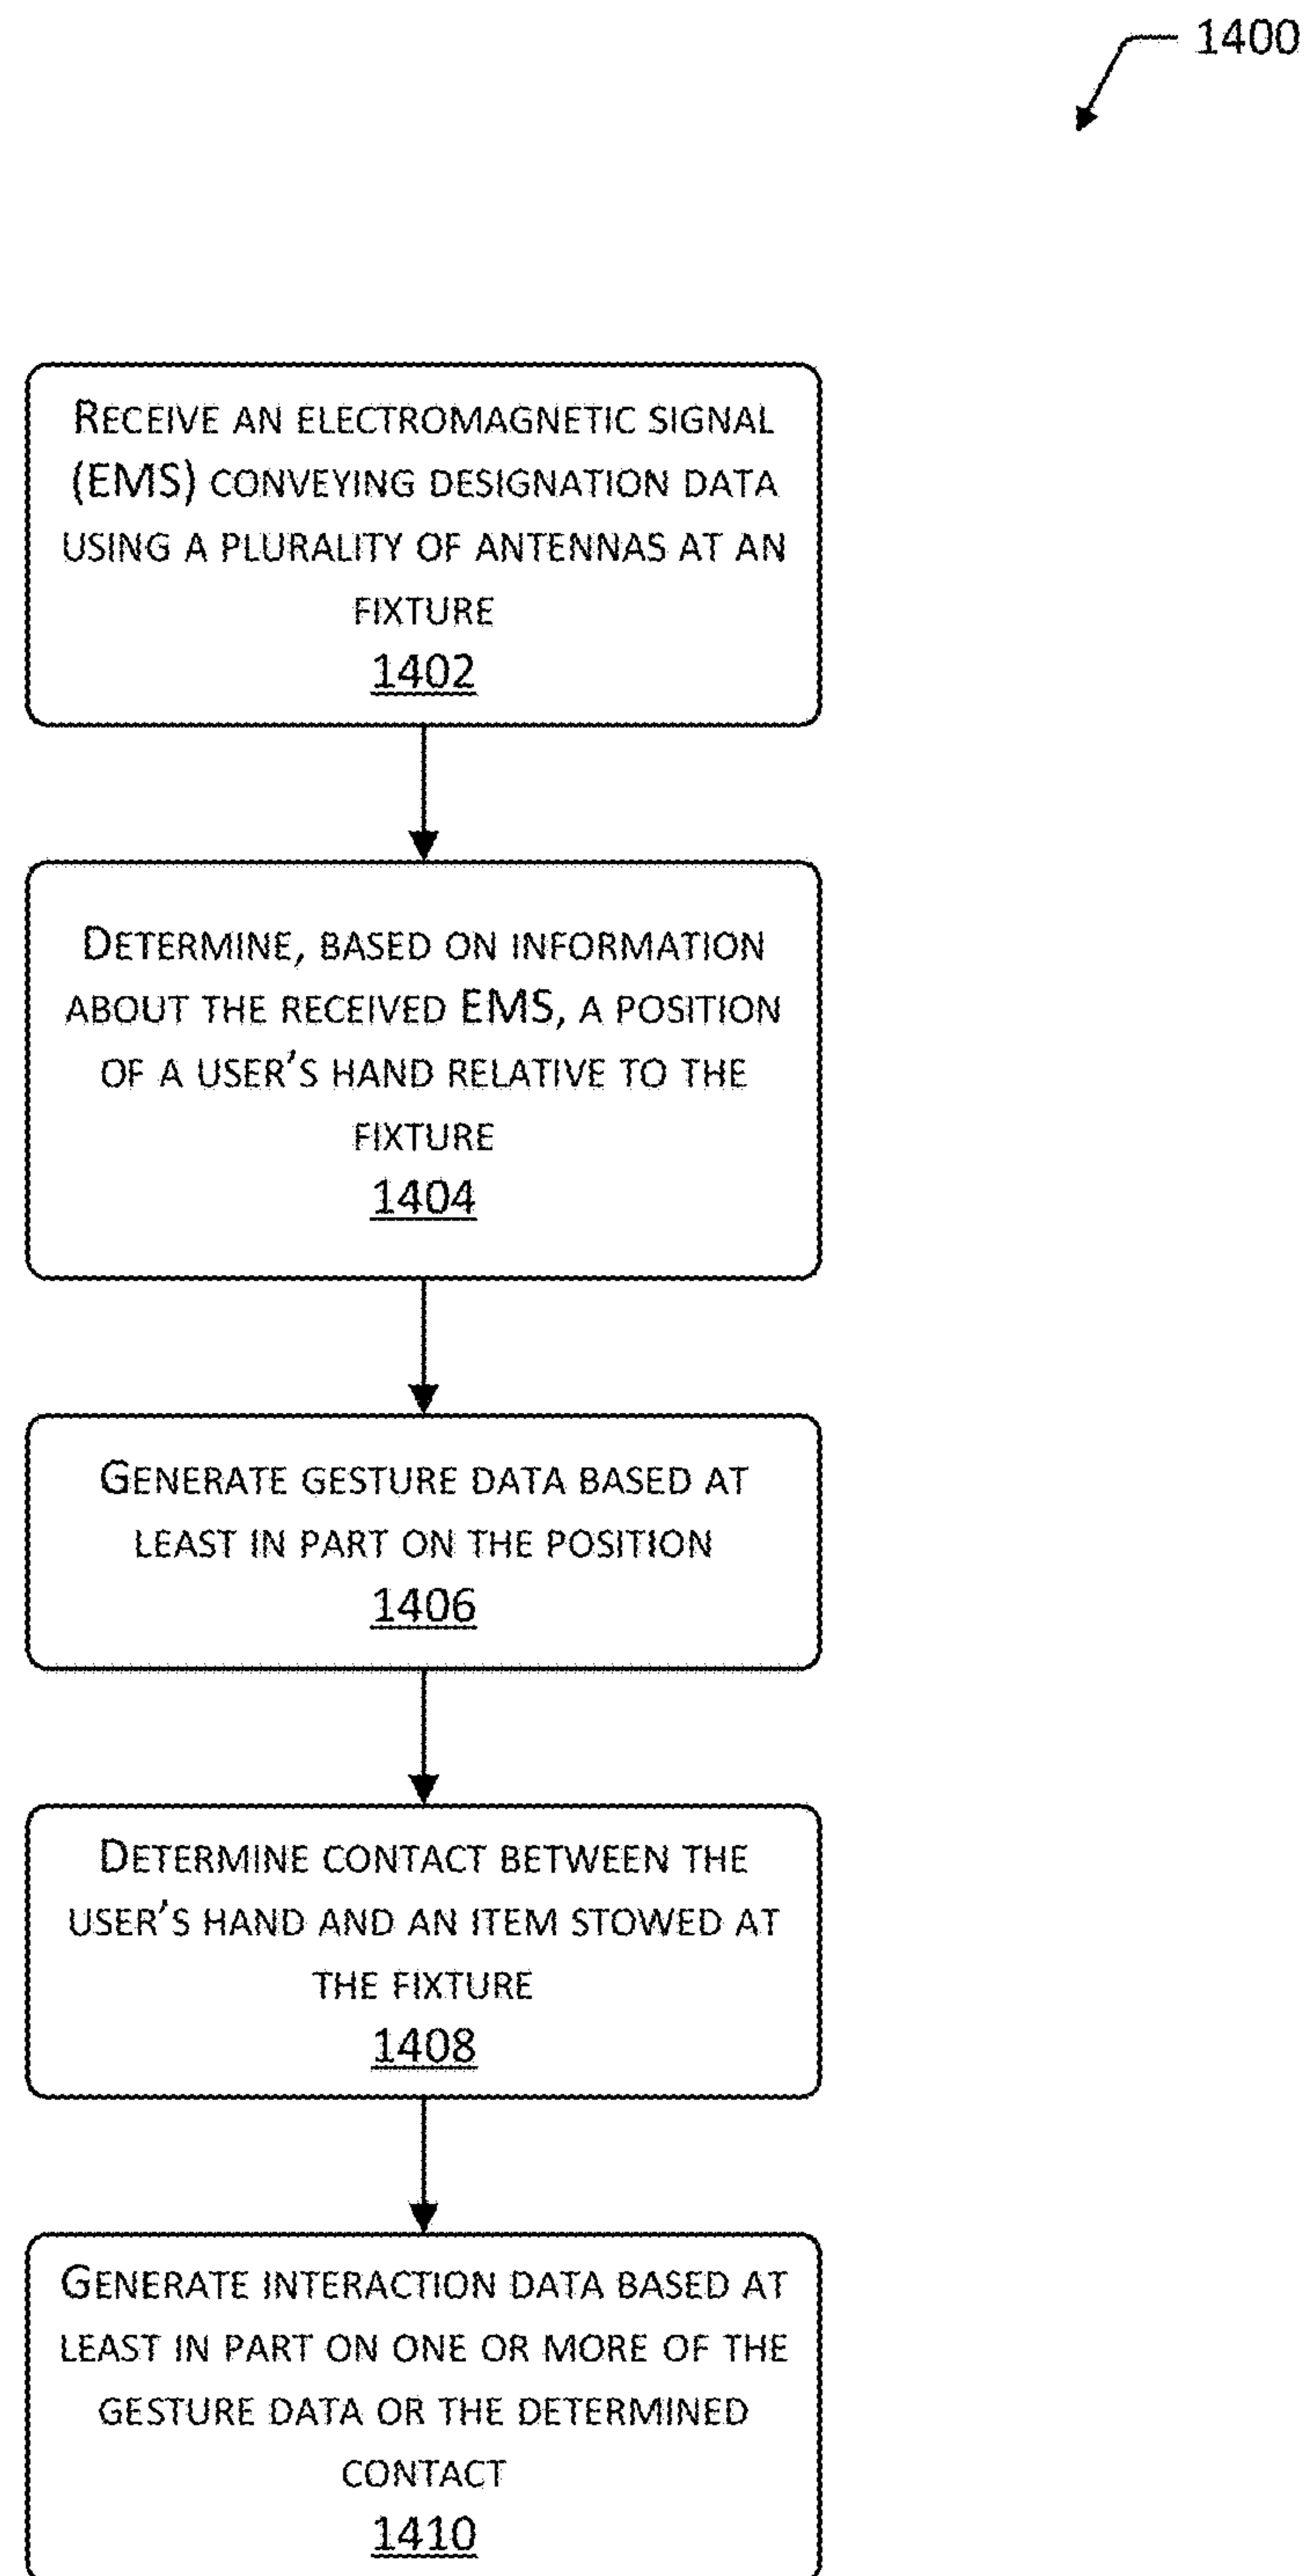 1400
RECEIVE AN ELECTROMAGNETIC SIGNAL
(EMS) CONVEYING DESIGNATION DATA
USING A PLURALITY OF ANTENNAS AT AN
FIXTURE
1402
DETERMINE, BASED ON INFORMATION
ABOUT THE RECEIVED EMS, A POSITION
OF A USER'S HAND RELATIVE TO THE
FIXTURE
1404
GENERATE GESTURE DATA BASED AT
LEAST IN PART ON THE POSITION
1406
DETERMINE CONTACT BETWEEN THE
USER'S HAND AND AN ITEM STOWED AT
THE FIXTURE
1408
GENERATE INTERACTION DATA BASED AT
LEAST IN PART ON ONE OR MORE OF THE
GESTURE DATA OR THE DETERMINED
CONTACT
1410